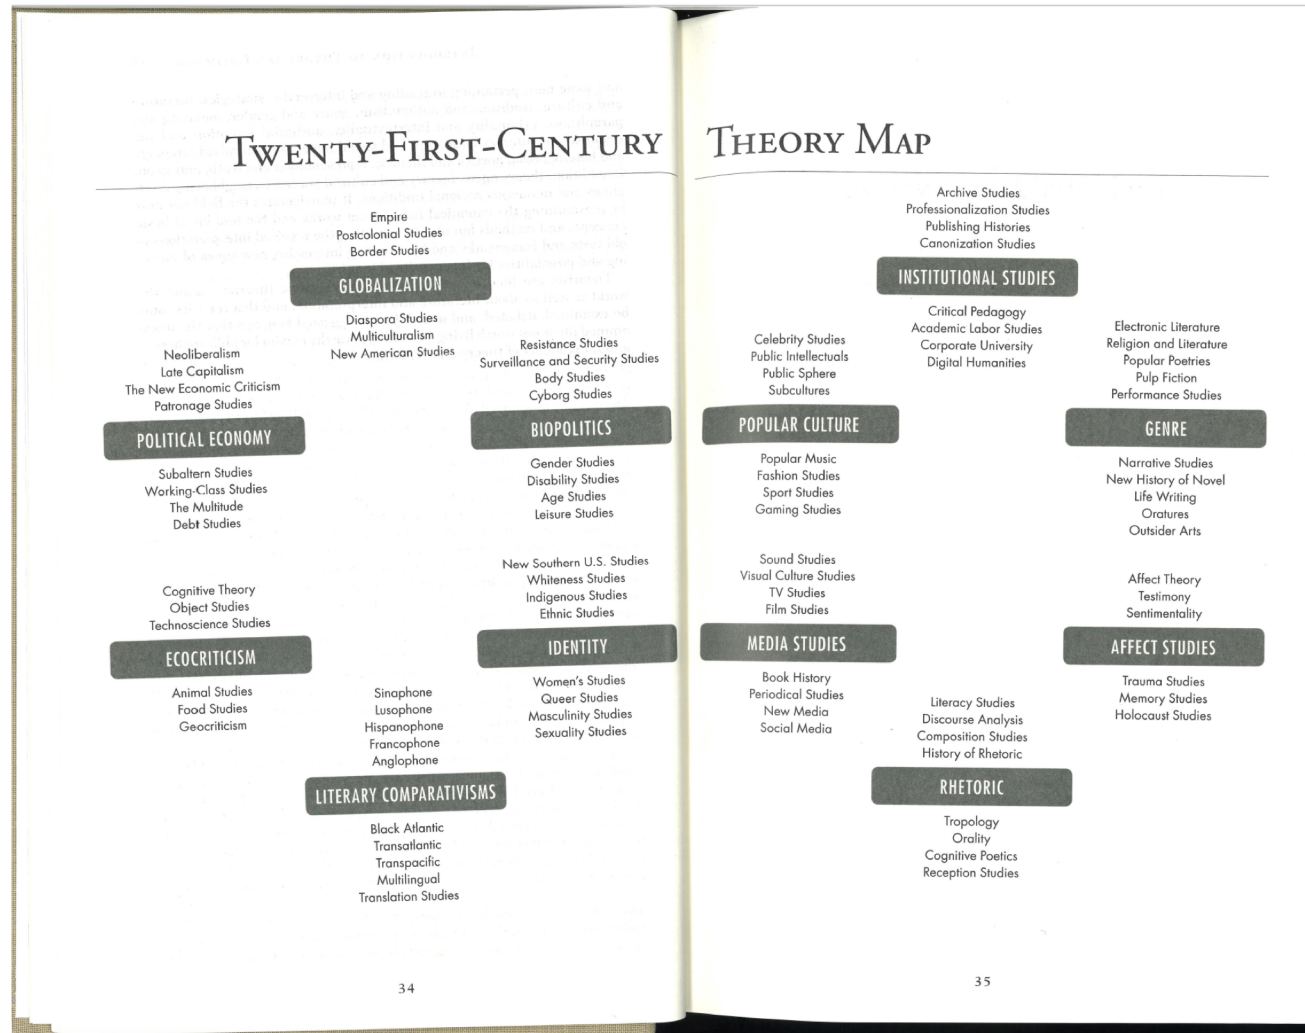 TWENTY-FIRST-CENTURY THEORY MAP
Empire
Postcolonial Studies
Border Studies
GLOBALIZATION
Diaspora Studies
Multiculturalism
New American Studies
Neoliberalism
Late Capitalism
The New Economic Criticism
Patronage Studies
POLITICAL ECONOMY
Subaltern Studies
Working-Class Studies
The Multitude
Debt Studies
Resistance Studies
Surveillance and Security Studies
Body Studies
Cyborg Studies
BIOPOLITICS
Gender Studies
Disability Studies
Age Studies
Leisure Studies
Cognitive Theory
Object Studies
Technoscience Studies
ECOCRITICISM
Animal Studies
Food Studies
Geocriticism
New Southern U.S. Studies
Whiteness Studies
Indigenous Studies
Ethnic Studies
IDENTITY
Women's Studies
Queer Studies
Masculinity Studies
Sexuality Studies
Sinaphone
Lusophone
Hispanophone
Francophone
Anglophone
LITERARY COMPARATIVISMS
Black Atlantic
Transatlantic
Transpacific
Multilingual
Translation Studies
34
Archive Studies
Professionalization Studies
Publishing Histories
Canonization Studies
INSTITUTIONAL STUDIES
Critical Pedagogy
Academic Labor Studies
Corporate University
Digital Humanities
Celebrity Studies
Public Intellectuals
Public Sphere
Subcultures
POPULAR CULTURE
Popular Music
Fashion Studies
Sport Studies
Gaming Studies
Electronic Literature
Religion and Literature
Popular Poetries
Pulp Fiction
Performance Studies
GENRE
Narrative Studies
New History of Novel
Life Writing
Oratures
Outsider Arts
Sound Studies
Visual Culture Studies
TV Studies
Film Studies
MEDIA STUDIES
Book History
Periodical Studies
New Media
Social Media
Affect Theory
Testimony
Sentimentality
AFFECT STUDIES
Trauma Studies
Memory Studies
Holocaust Studies
Literacy Studies
Discourse Analysis
Composition Studies
History of Rhetoric
RHETORIC
Tropology
Orality
Cognitive Poetics
Reception Studies
35